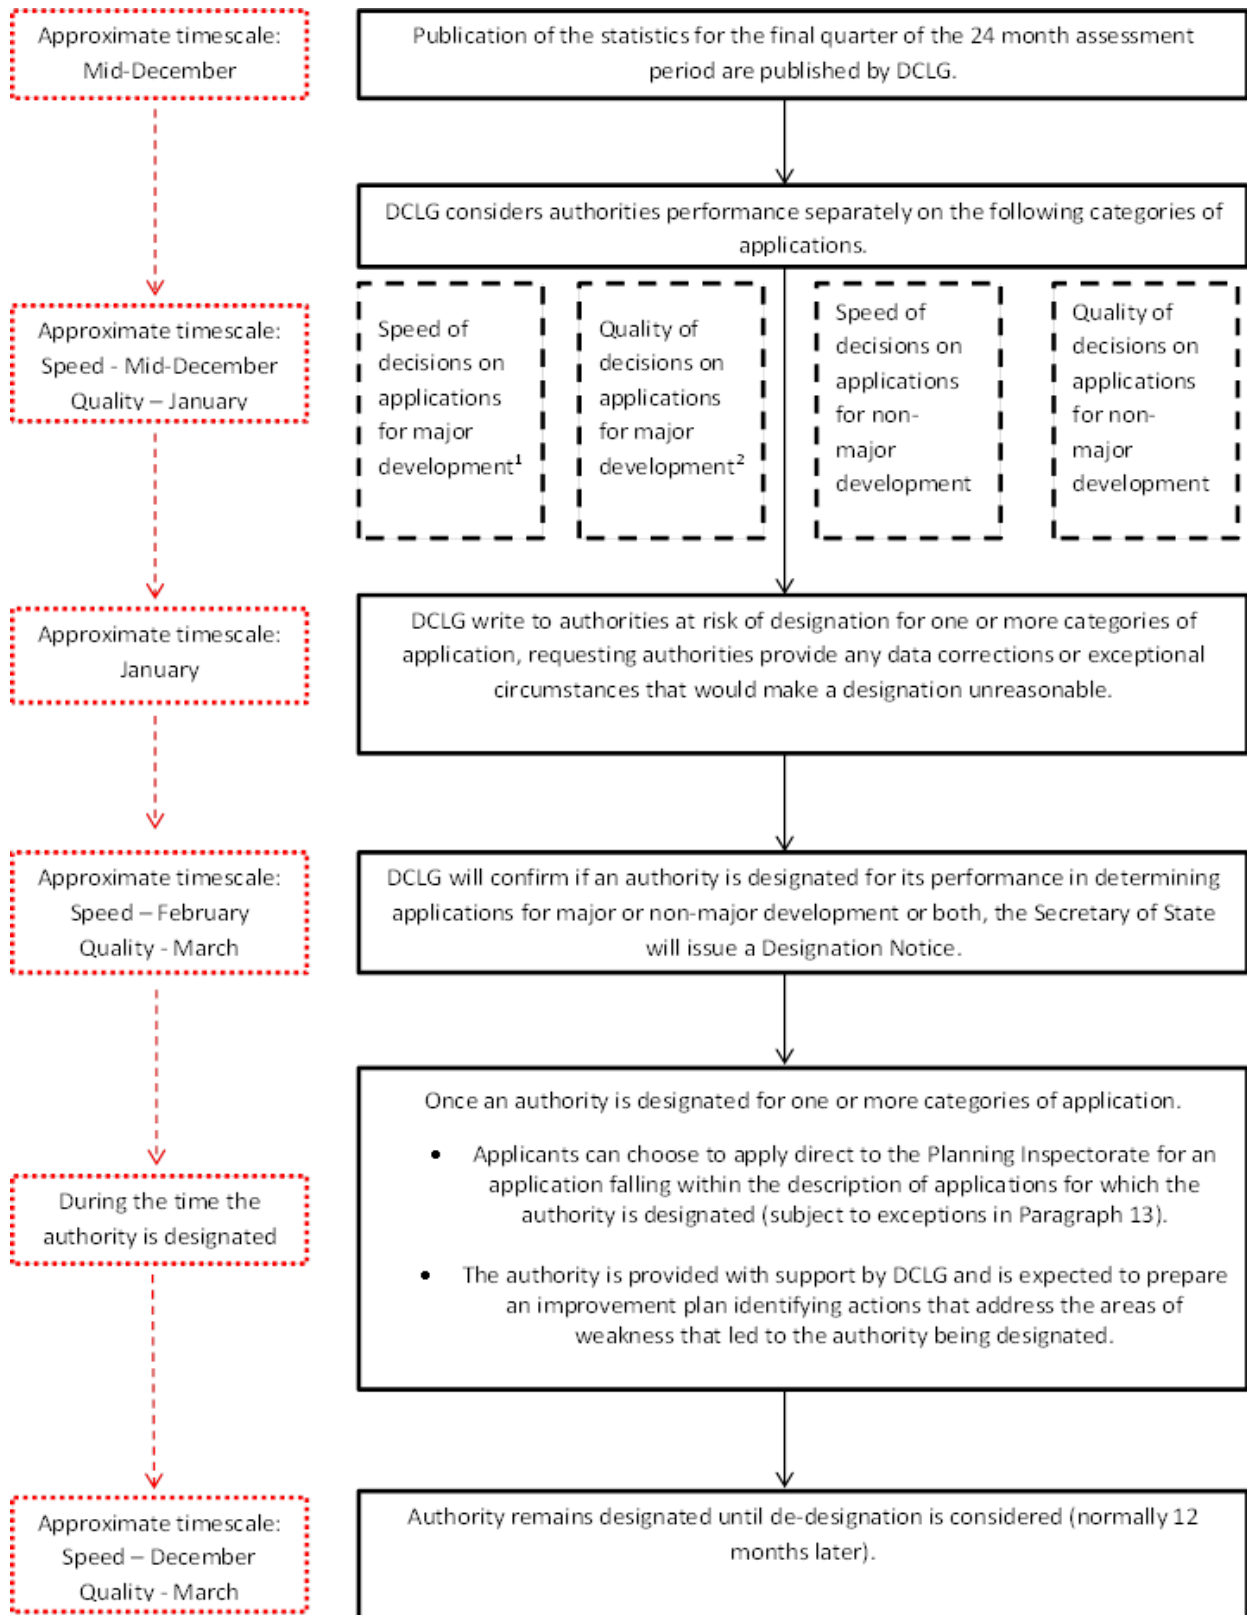 Approximate timescale:
Mid-December
Publication of the statistics for the final quarter of the 24 month assessment
period are published by DCLG.
DCLG considers authorities performance separately on the following categories of
applications.
Approximate timescale:
Speed - Mid-December
Quality – January
Speed of
decisions on
applications
for major
development¹
Quality of
decisions on
applications
for major
development²
Speed of
decisions on
applications
for non-
major
development
Quality of
decisions on
applications
for non-
major
development
Approximate timescale:
January
DCLG write to authorities at risk of designation for one or more categories of
application, requesting authorities provide any data corrections or exceptional
circumstances that would make a designation unreasonable.
Approximate timescale:
Speed – February
Quality - March
DCLG will confirm if an authority is designated for its performance in determining
applications for major or non-major development or both, the Secretary of State
will issue a Designation Notice.
During the time the
authority is designated
Once an authority is designated for one or more categories of application.
• Applicants can choose to apply direct to the Planning Inspectorate for an
application falling within the description of applications for which the
authority is designated (subject to exceptions in Paragraph 13).
• The authority is provided with support by DCLG and is expected to prepare
an improvement plan identifying actions that address the areas of
weakness that led to the authority being designated.
Approximate timescale:
Speed – December
Quality - March
Authority remains designated until de-designation is considered (normally 12
months later).